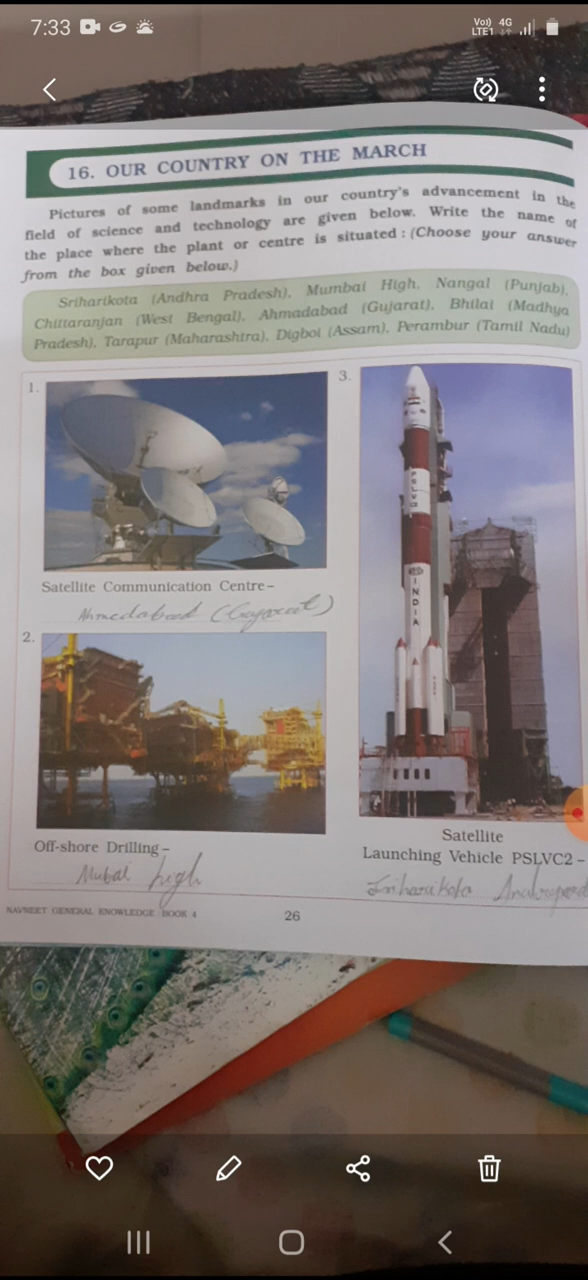 7:33
Vo)) 4G
LTE1
16. OUR COUNTRY ON THE MARCH
Pictures of some landmarks in our country's advancement in the
field of science and technology are given below. Write the name of
the place where the plant or centre is situated : (Choose your answer
from the box given below.)
Sriharikota (Andhra Pradesh), Mumbai High, Nangal (Punjab),
Chittaranjan (West Bengal), Ahmadabad (Gujarat), Bhilai (Madhya
Pradesh), Tarapur (Maharashtra), Digboi (Assam), Perambur (Tamil Nadu)
1.
Satellite Communication Centre –
Ahmedabad
2.
Off-shore Drilling –
Mubai high
3.
PSLVC2
INDIA
Satellite
Launching Vehicle PSLVC2 –
Sriharikota
NAVNEET GENERAL KNOWLEDGE : BOOK 4
26